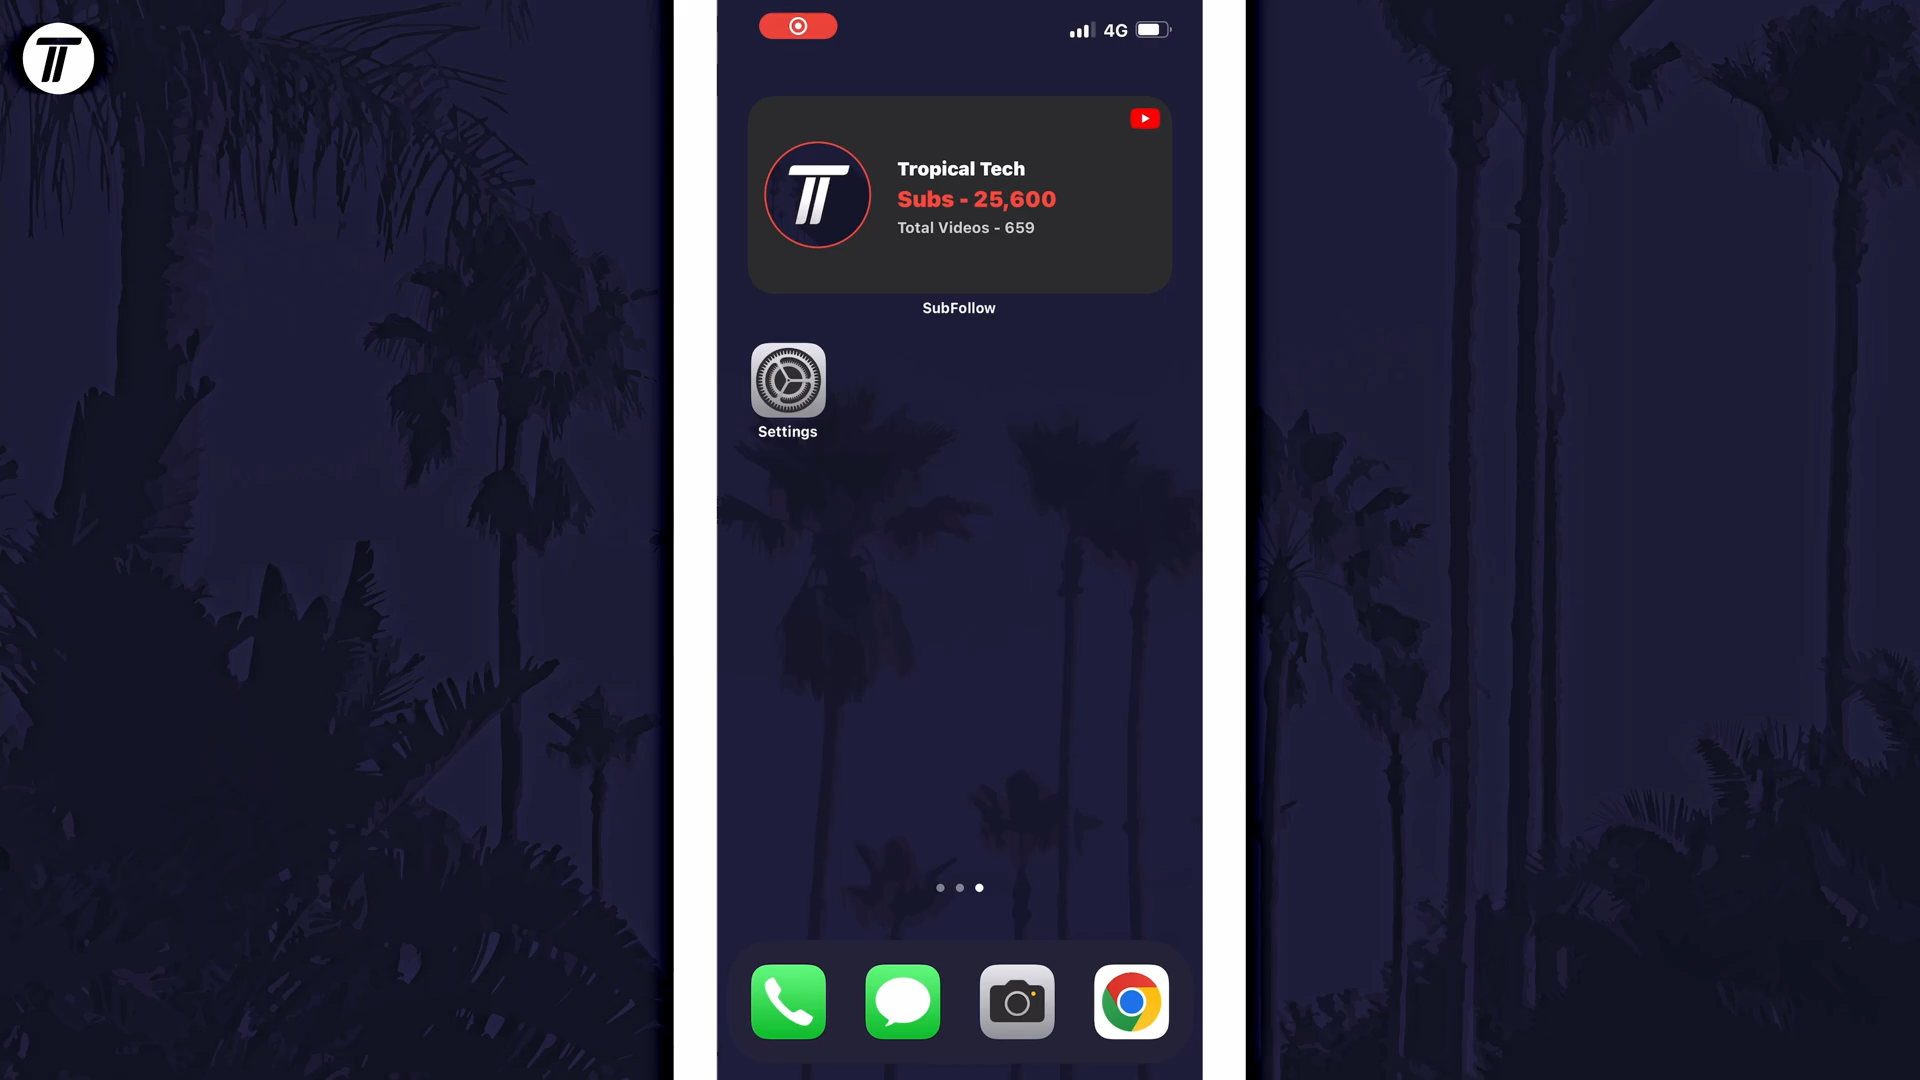 4G
Tropical Tech
Subs - 25,600
Total Videos - 659
SubFollow
Settings